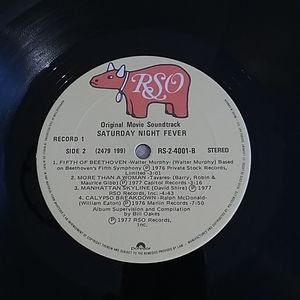 RSO
Original Movie Soundtrack
SATURDAY NIGHT FEVER
RECORD 1
SIDE 2 (2479 199) RS-2-4001-B STEREO
1. FIFTH OF BEETHOVEN -Walter Murphy- (Walter Murphy) Based
on Beethoven's Fifth Symphony Ⓟ 1976 Private Stock Records,
Limited-3:01
2. MORE THAN A WOMAN -Tavares- (Barry, Robin &
Maurice Gibb) Ⓟ 1977 Capitol Records-3:
3. MANHATTAN SKYLINE (David Shire) Ⓟ 1977
RSO Records, Inc.-4:43
4. CALYPSO BREAKDOWN -Ralph McDonald-
(William Eaton) Ⓟ 1976 Marlin Records -7:50
Album Supervision and Compilation
by Bill Oakes
Ⓟ 1977 RSO Records,
Inc.